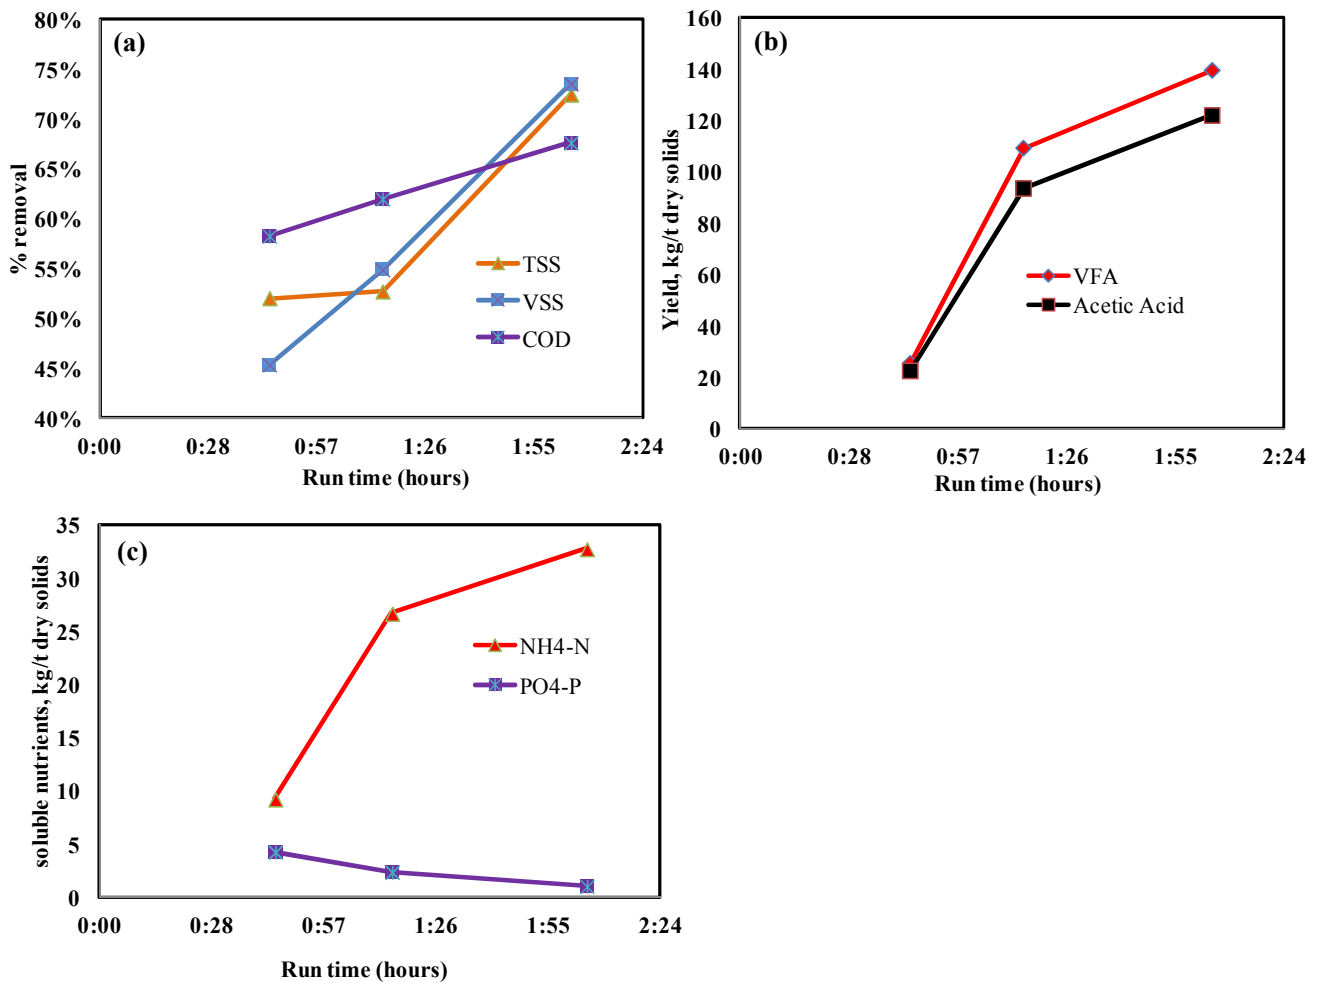 (a)
80%
75%
70%
65%
60%
55%
50%
45%
40%
% removal
TSS
VSS
COD
0:00 0:28 0:57 1:26 1:55 2:24
Run time (hours)
(b)
160
140
120
100
80
60
40
20
0
Yield, kg/t dry solids
VFA
Acetic Acid
0:00 0:28 0:57 1:26 1:55 2:24
Run time (hours)
(c)
35
30
25
20
15
10
5
0
soluble nutrients, kg/t dry solids
NH4-N
PO4-P
0:00 0:28 0:57 1:26 1:55 2:24
Run time (hours)